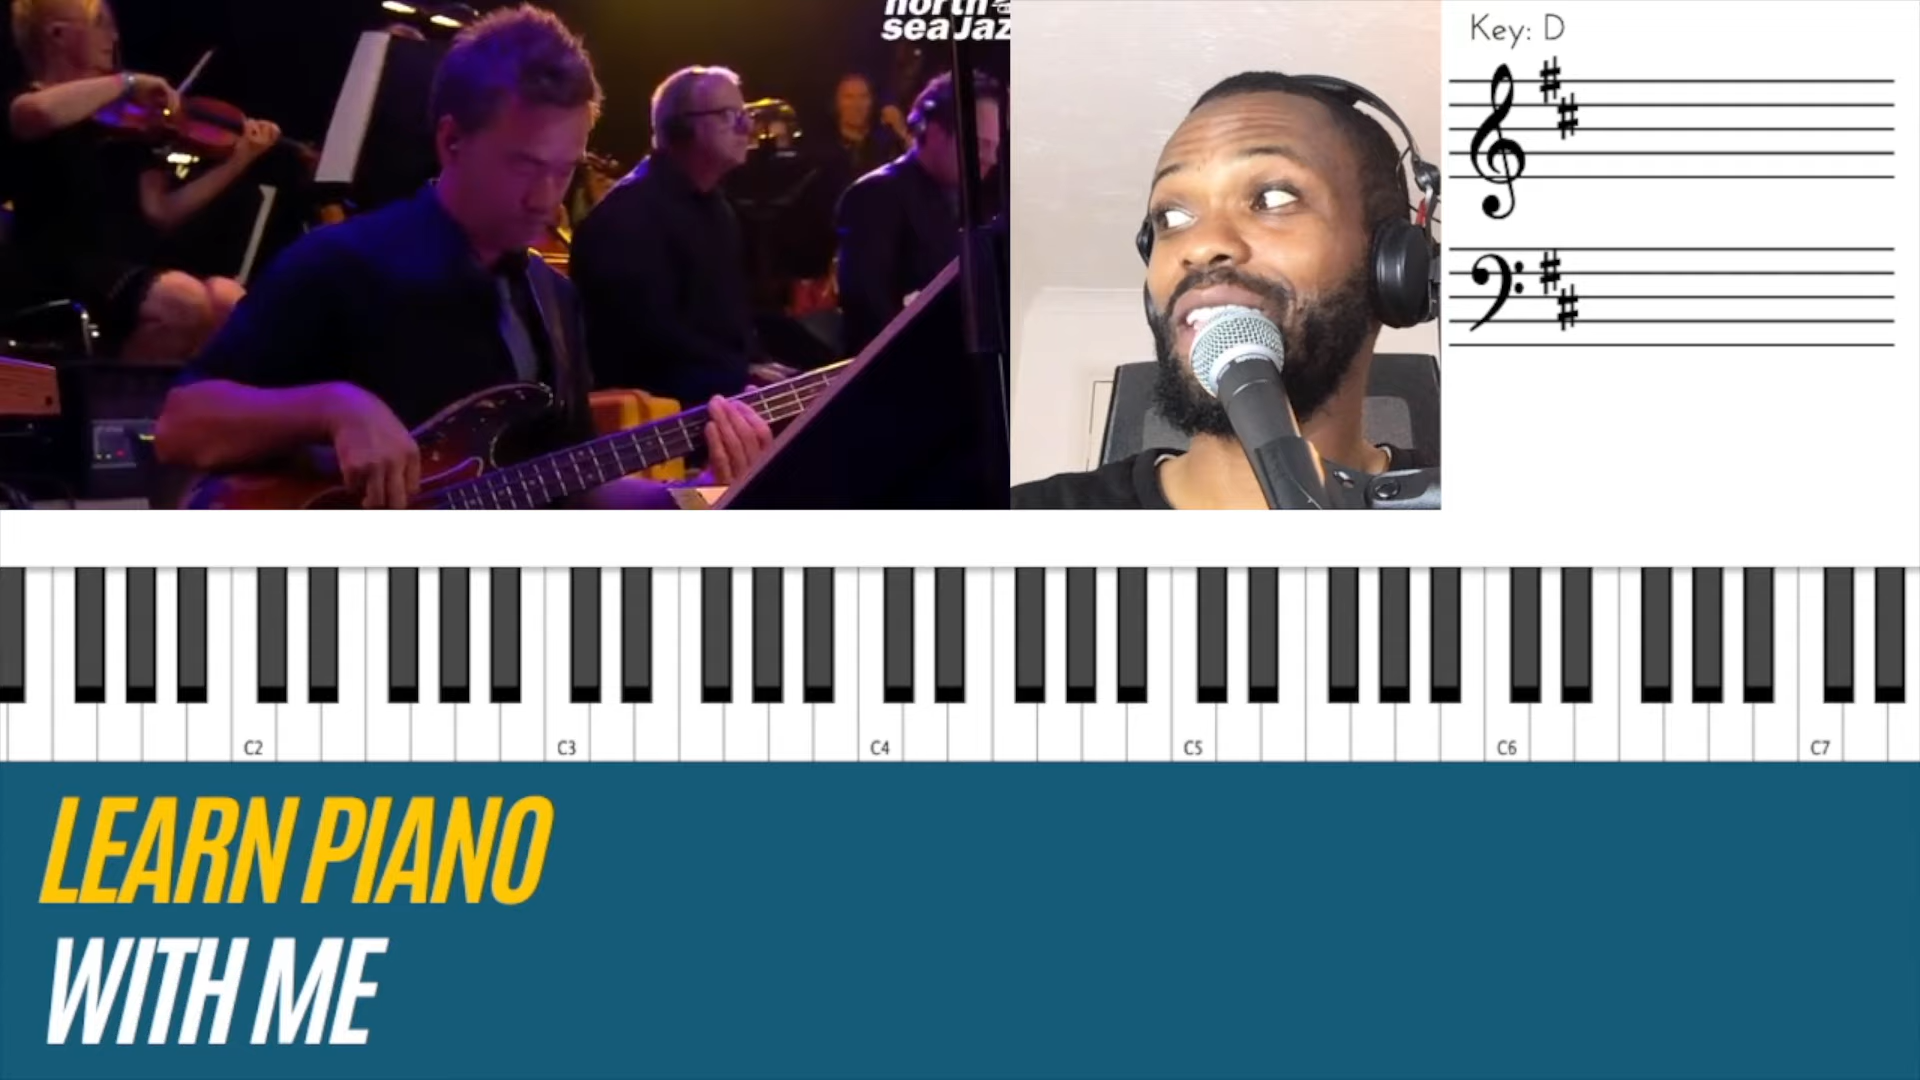 north
sea Jaz
Key: D
C2
C3
C4
C5
C6
C7
LEARN PIANO
WITH ME